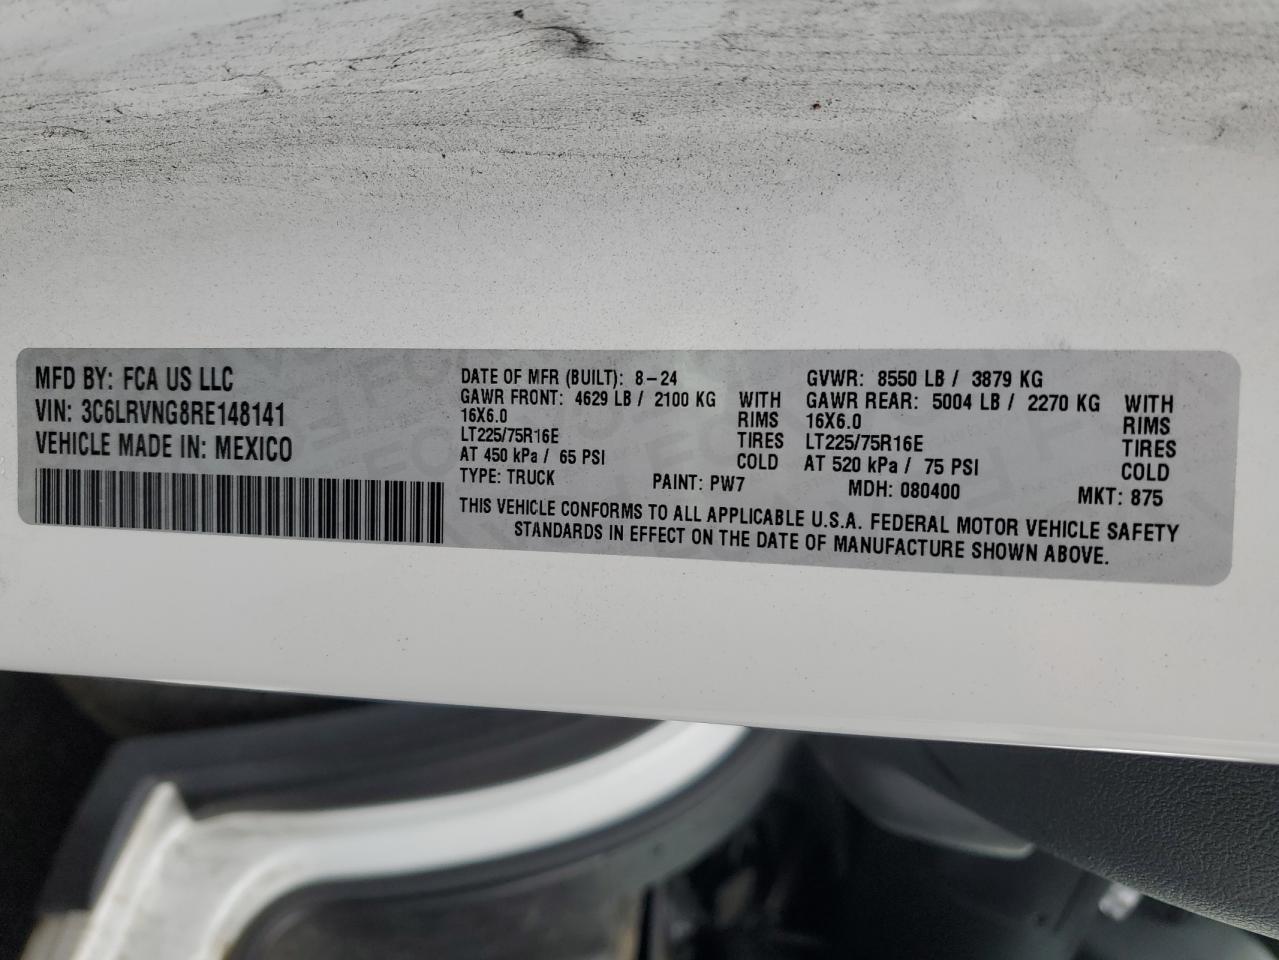 MFD BY: FCA US LLC
VIN: 3C6LRVNG8RE148141
VEHICLE MADE IN: MEXICO
DATE OF MFR (BUILT): 8-24
GAWR FRONT: 4629 LB / 2100 KG WITH
16X6.0 RIMS
LT225/75R16E TIRES
AT 450 kPa / 65 PSI COLD
GVWR: 8550 LB / 3879 KG
GAWR REAR: 5004 LB / 2270 KG WITH
16X6.0 RIMS
LT225/75R16E TIRES
AT 520 kPa / 75 PSI COLD
TYPE: TRUCK PAINT: PW7 MDH: 080400 MKT: 875
THIS VEHICLE CONFORMS TO ALL APPLICABLE U.S.A. FEDERAL MOTOR VEHICLE SAFETY
STANDARDS IN EFFECT ON THE DATE OF MANUFACTURE SHOWN ABOVE.